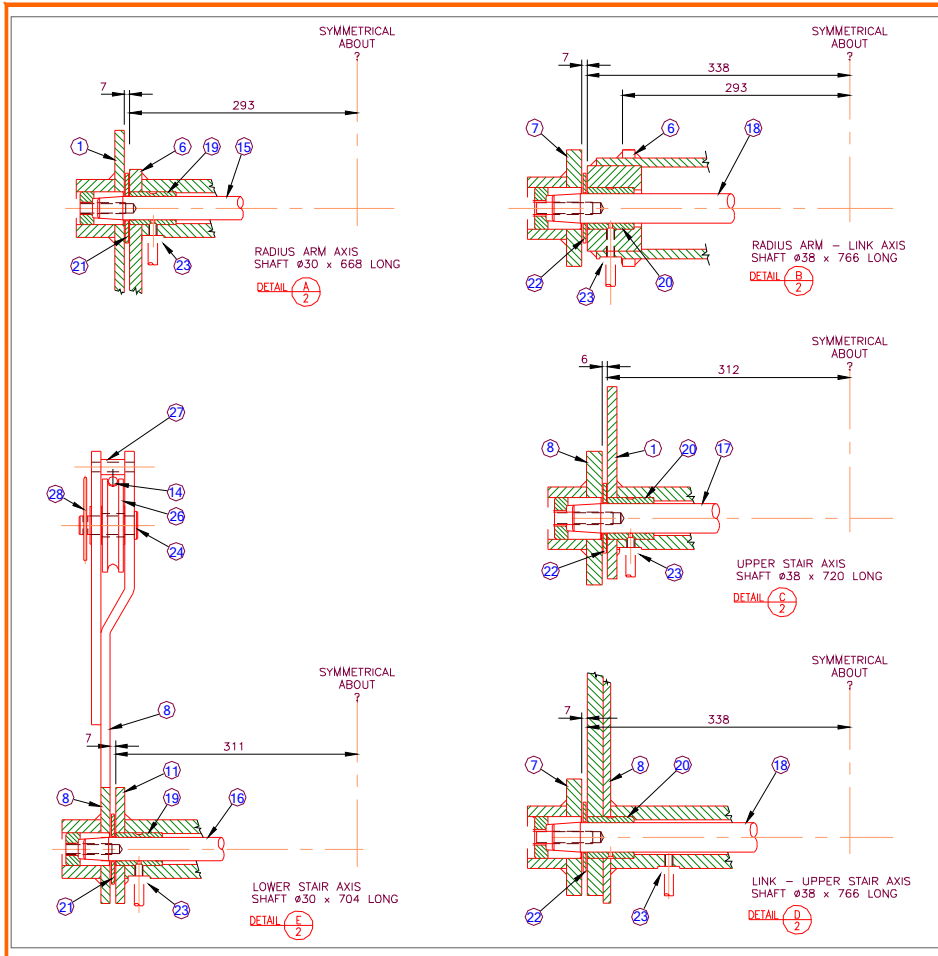 SYMMETRICAL
ABOUT
?
7
293
1
6
19
15
21
23
RADIUS ARM AXIS
SHAFT ø30 x 668 LONG
DETAIL A
2
SYMMETRICAL
ABOUT
?
7
338
293
7
6
18
22
23
20
RADIUS ARM – LINK AXIS
SHAFT ø38 x 766 LONG
DETAIL B
2
SYMMETRICAL
ABOUT
?
6
312
8
1
20
17
22
23
UPPER STAIR AXIS
SHAFT ø38 x 720 LONG
DETAIL C
2
27
28
14
26
24
SYMMETRICAL
ABOUT
?
8
7
311
11
8
19
16
21
23
LOWER STAIR AXIS
SHAFT ø30 x 704 LONG
DETAIL E
2
SYMMETRICAL
ABOUT
?
7
338
7
8
20
18
22
23
LINK – UPPER STAIR AXIS
SHAFT ø38 x 766 LONG
DETAIL D
2